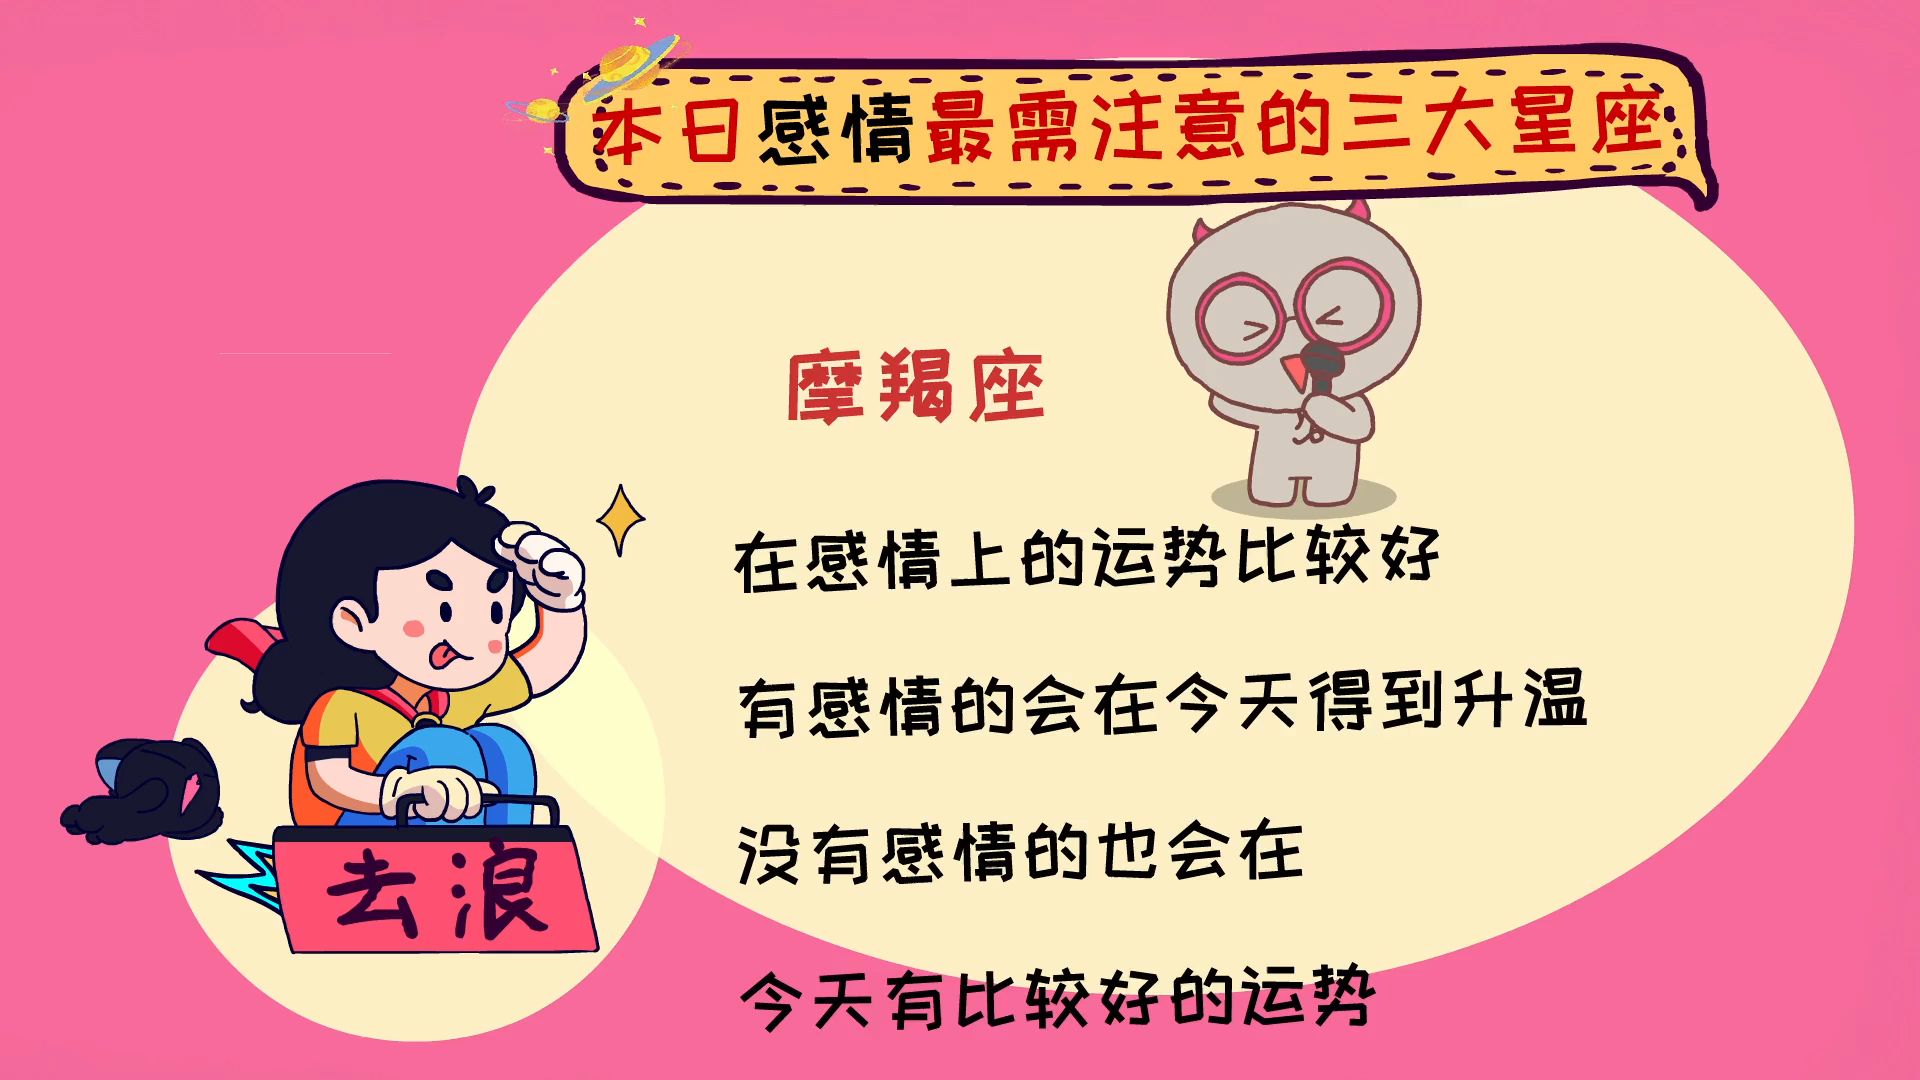 本日感情最需注意的三大星座
摩羯座
在感情上的运势比较好
有感情的会在今天得到升温
没有感情的也会在
今天有比较好的运势
去浪